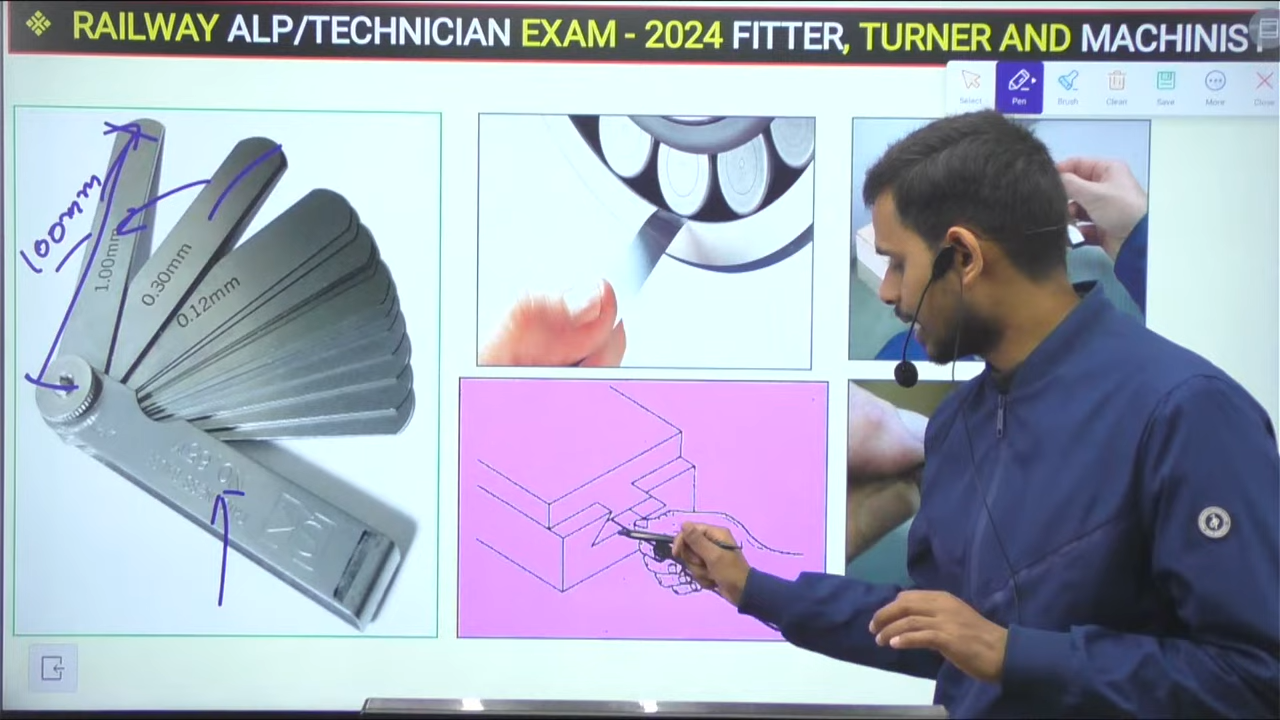 RAILWAY ALP/TECHNICIAN EXAM - 2024 FITTER, TURNER AND MACHINIST
Select
Pen
Brush
Clean
Save
More
Close
100mm
1.00mm
0.30mm
0.12mm